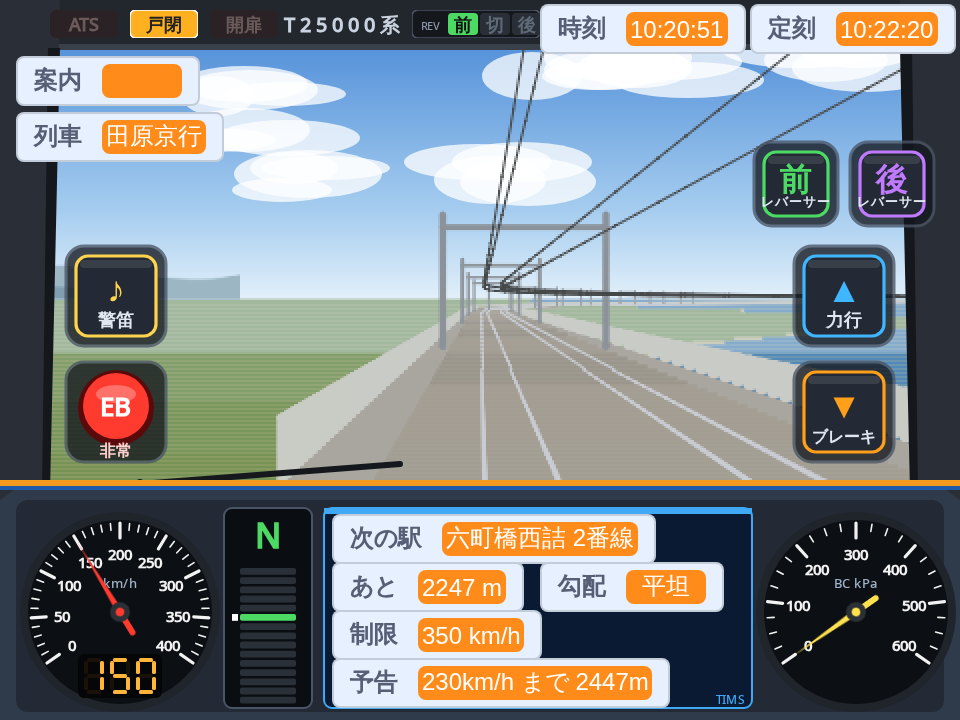 ATS 戸閉 開扉 T25000系 REV 前 切 後
時刻 10:20:51 定刻 10:22:20
案内
列車 田原京行
前 レバーサー
後 レバーサー
♪ 警笛
▲ 力行
EB 非常
▼ ブレーキ
0 50 100 150 200 250 300 350 400
km/h
150
N
次の駅 六町橋西詰 2番線
あと 2247 m 勾配 平坦
制限 350 km/h
予告 230km/h まで 2447m
TIMS
0 100 200 300 400 500 600
BC kPa